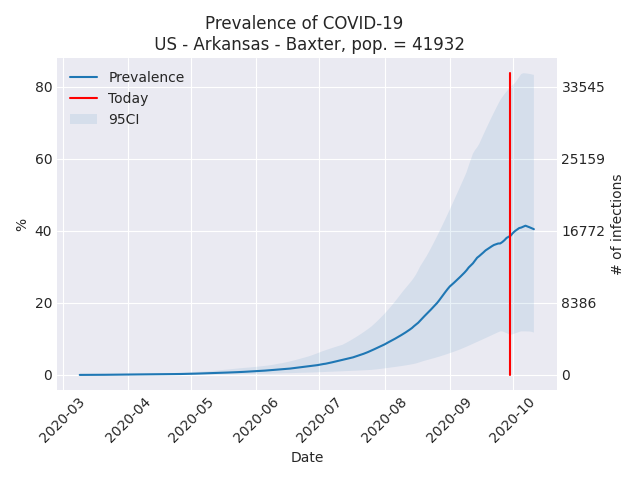 Prevalence of COVID-19
US - Arkansas - Baxter, pop. = 41932
Prevalence
Today
95CI
80
60
40
20
0
%
33545
25159
16772
8386
0
# of infections
2020-03
2020-04
2020-05
2020-06
2020-07
2020-08
2020-09
2020-10
Date